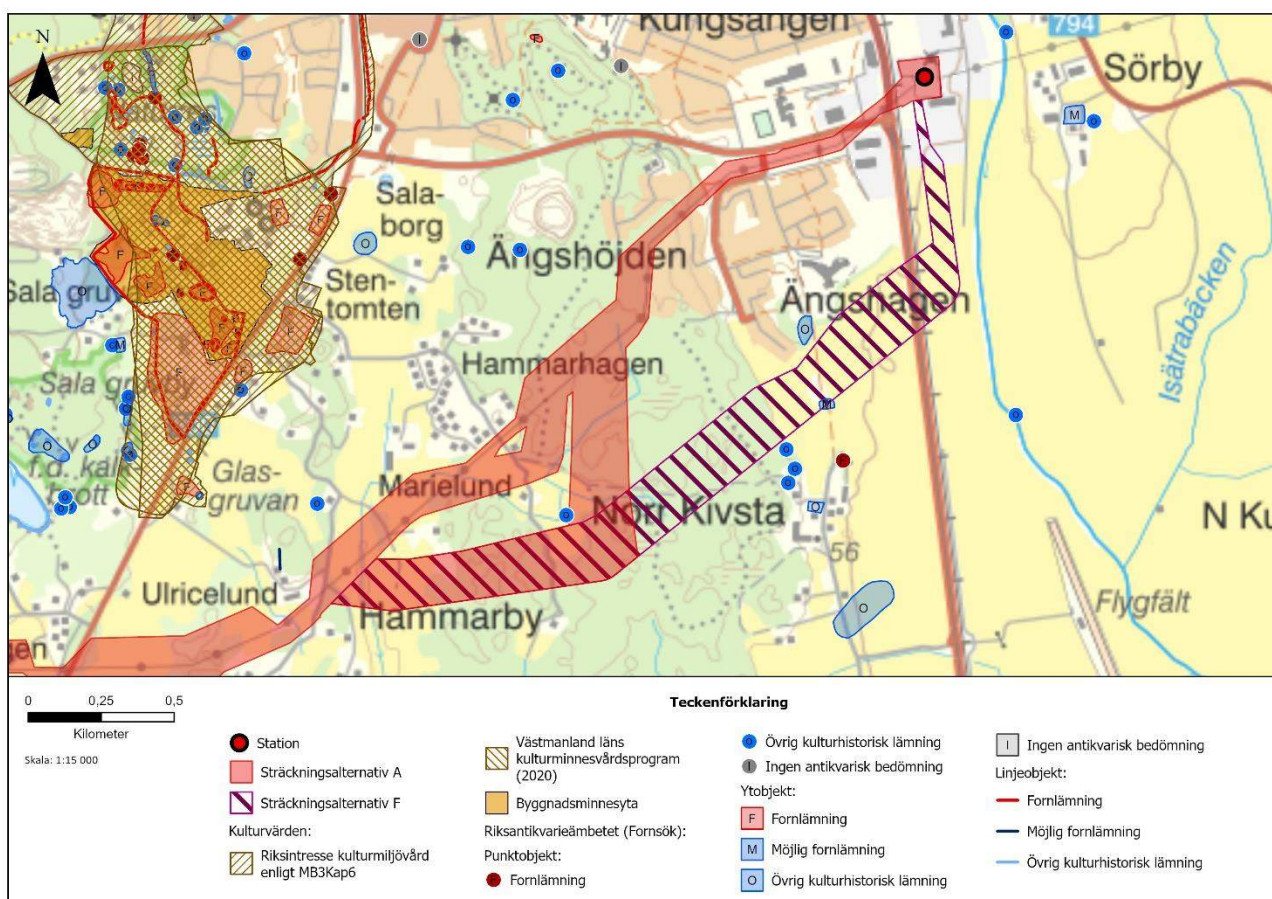 Kungsängen
794
Sörby
N
Sala-
borg
Ängshöjden
Sten-
tomten
Sala gruva
Ängshagen
Isätrabäcken
Hammarhagen
Sala gruvby
f.d. kalk-
brott
Glas-
gruvan
Marielund
Norr Kivsta
N Ku
56
Ulricelund
Hammarby
Flygfält
en
0 0,25 0,5
Kilometer
Skala: 1:15 000
Teckenförklaring
Station
Sträckningsalternativ A
Sträckningsalternativ F
Kulturvärden:
Riksintresse kulturmiljövård
enligt MB3Kap6
Västmanland läns
kulturminnesvårdsprogram
(2020)
Byggnadsminnesyta
Riksantikvarieämbetet (Fornsök):
Punktobjekt:
F Fornlämning
O Övrig kulturhistorisk lämning
I Ingen antikvarisk bedömning
Ytobjekt:
F Fornlämning
M Möjlig fornlämning
O Övrig kulturhistorisk lämning
I Ingen antikvarisk bedömning
Linjeobjekt:
Fornlämning
Möjlig fornlämning
Övrig kulturhistorisk lämning